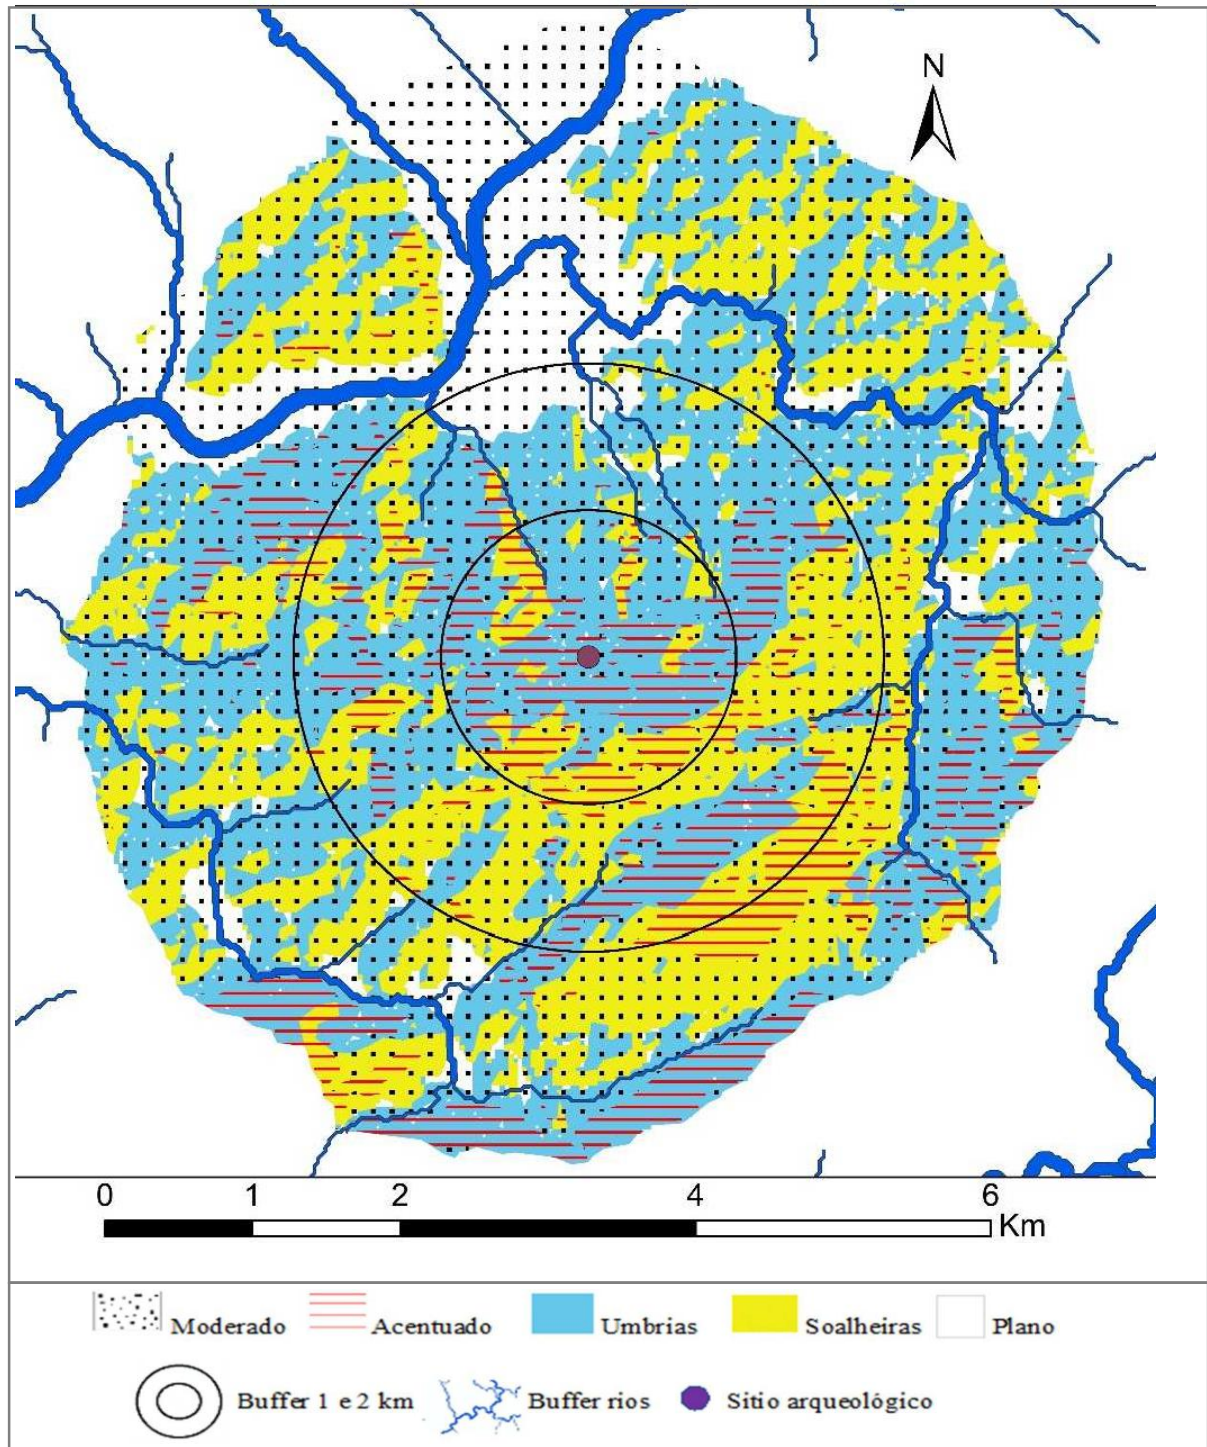 N
0 1 2 4 6
Km
Moderado Acentuado Umbrias Soalheiras Plano
Buffer 1 e 2 km Buffer rios Sitio arqueológico